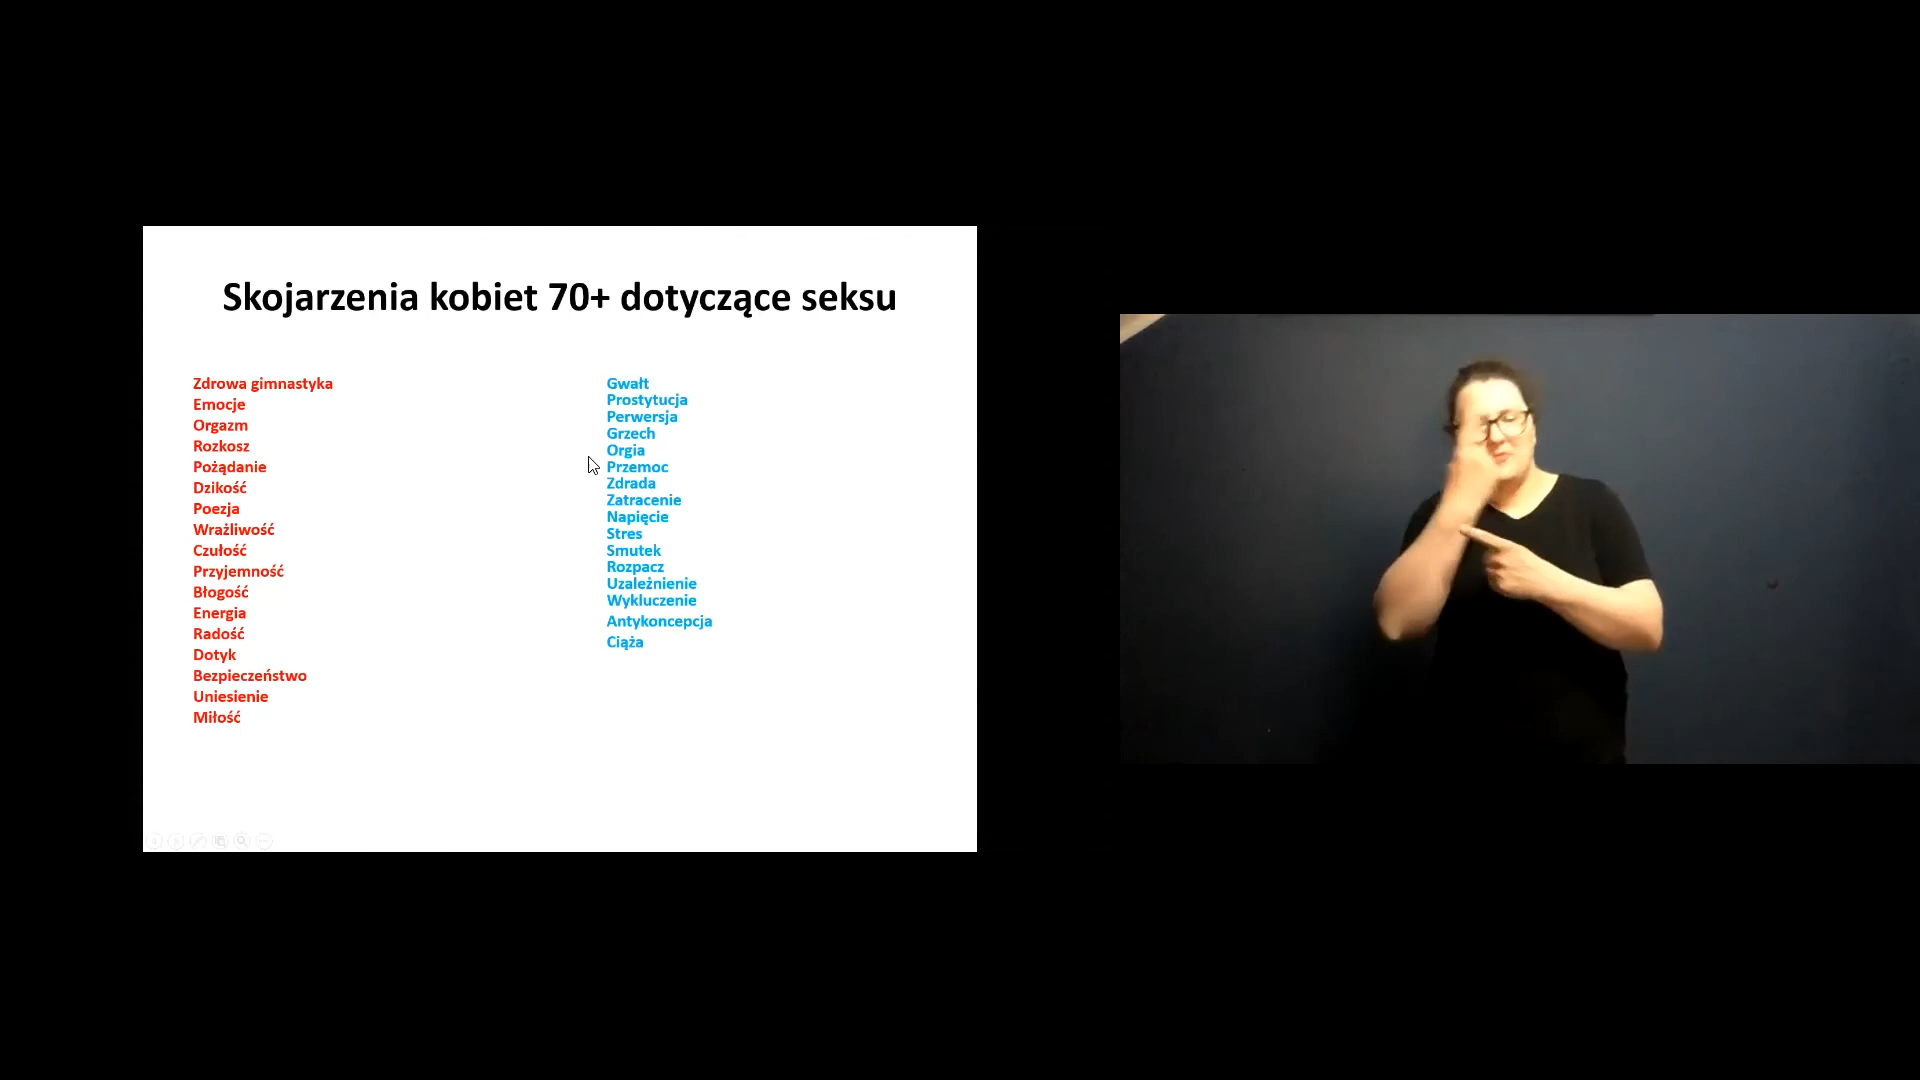 Skojarzenia kobiet 70+ dotyczące seksu
Zdrowa gimnastyka
Emocje
Orgazm
Rozkosz
Pożądanie
Dzikość
Poezja
Wrażliwość
Czułość
Przyjemność
Błogość
Energia
Radość
Dotyk
Bezpieczeństwo
Uniesienie
Miłość
Gwałt
Prostytucja
Perwersja
Grzech
Orgia
Przemoc
Zdrada
Zatracenie
Napięcie
Stres
Smutek
Rozpacz
Uzależnienie
Wykluczenie
Antykoncepcja
Ciąża